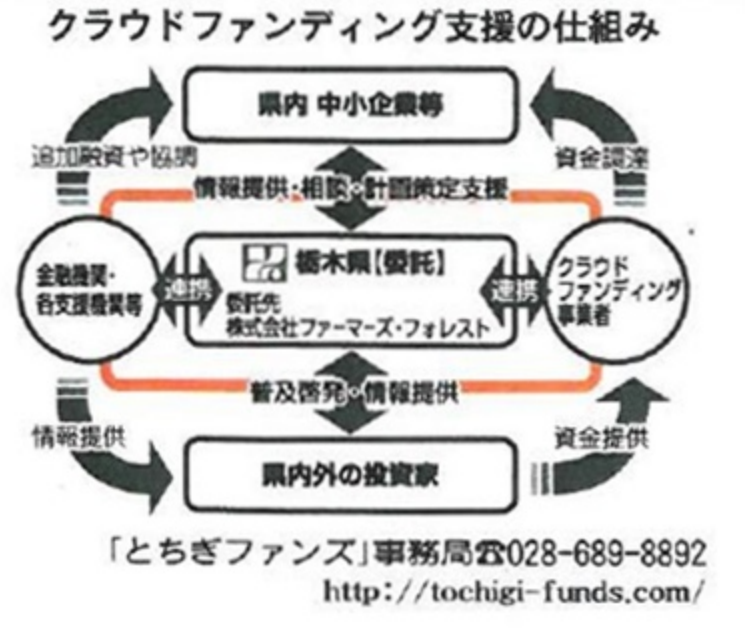 クラウドファンディング支援の仕組み
県内 中小企業等
追加融資や協調
資金調達
情報提供・相談・計画策定支援
金融機関・
各支援機関等
連携
栃木県【委託】
委託先
株式会社ファーマーズ・フォレスト
連携
クラウド
ファンディング
事業者
普及啓発・情報提供
情報提供
資金提供
県内外の投資家
「とちぎファンズ」事務局☎028-689-8892
http://tochigi-funds.com/